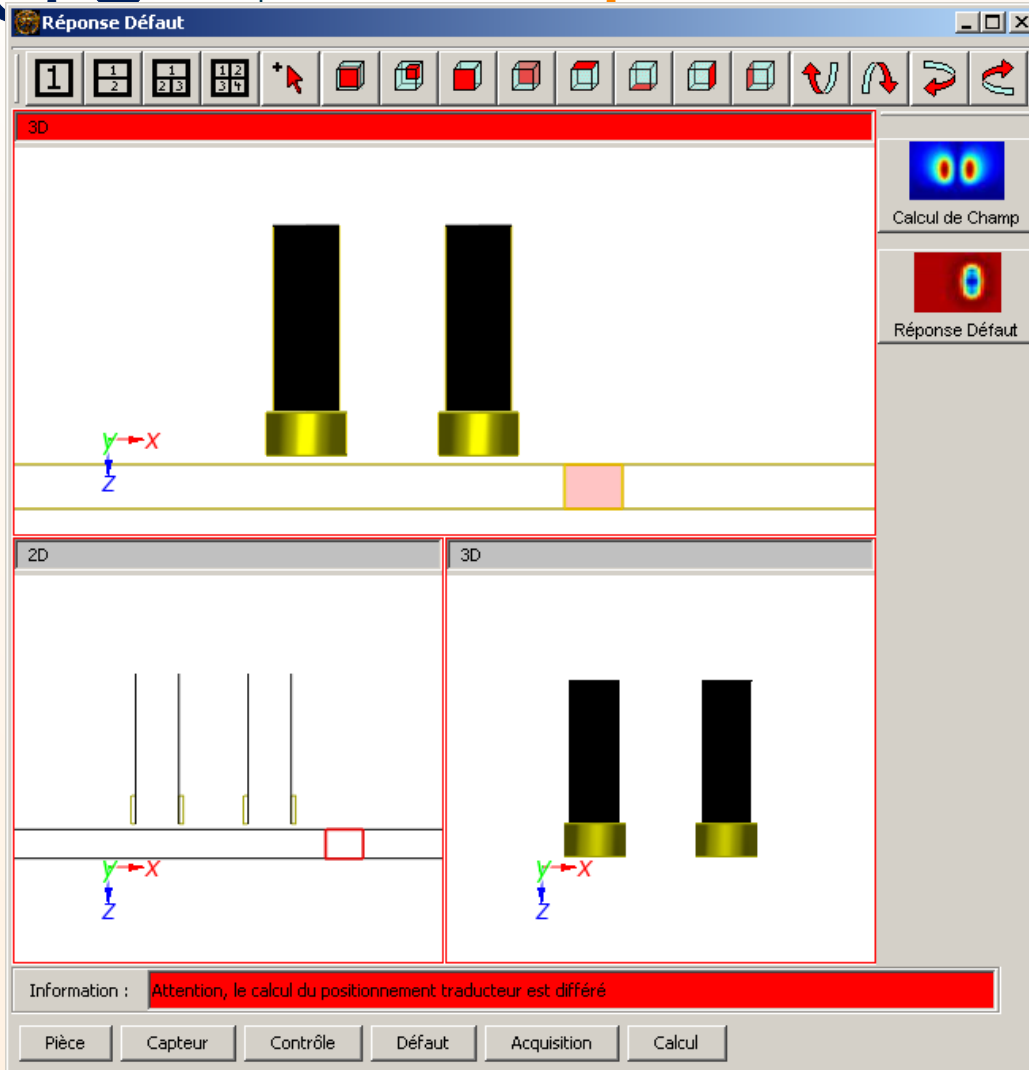 Réponse Défaut
1
1
2
1
2 3
1 2
3 4
3D
Calcul de Champ
Réponse Défaut
y X
Z
2D
3D
y X
Z
y X
Z
Information : Attention, le calcul du positionnement traducteur est différé
Pièce Capteur Contrôle Défaut Acquisition Calcul